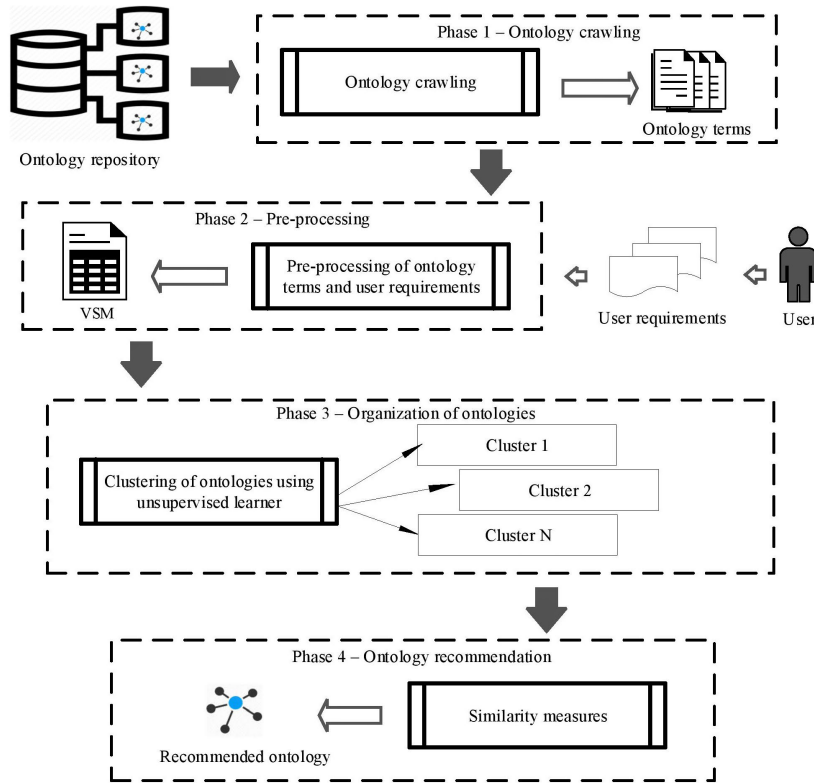 Phase 1 – Ontology crawling
Ontology crawling
Ontology terms
Ontology repository
Phase 2 – Pre-processing
Pre-processing of ontology
terms and user requirements
VSM
User requirements
User
Phase 3 – Organization of ontologies
Clustering of ontologies using
unsupervised learner
Cluster 1
Cluster 2
Cluster N
Phase 4 – Ontology recommendation
Similarity measures
Recommended ontology